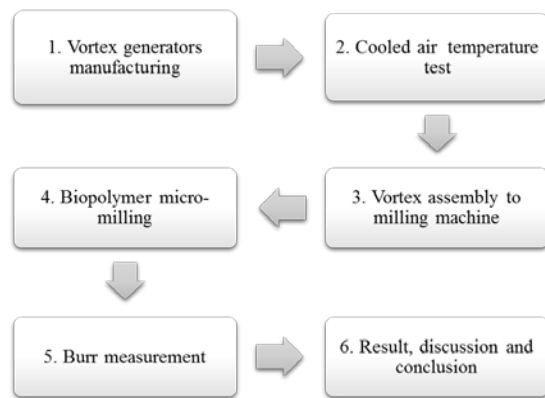 1. Vortex generators
manufacturing
2. Cooled air temperature
test
3. Vortex assembly to
milling machine
4. Biopolymer micro-
milling
5. Burr measurement
6. Result, discussion and
conclusion